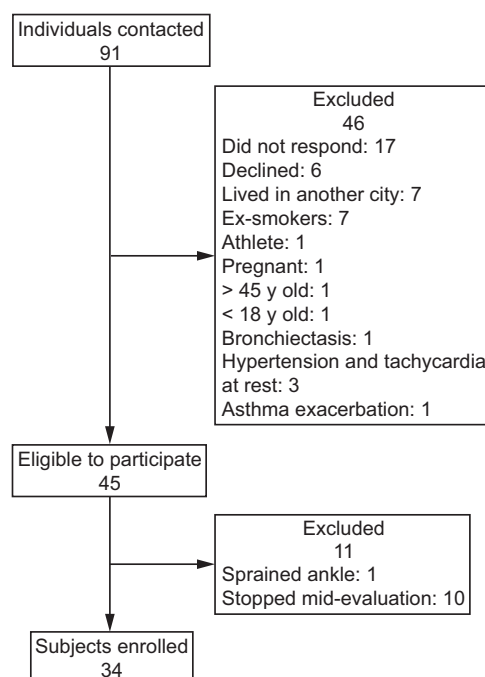 Individuals contacted
91
Excluded
46
Did not respond: 17
Declined: 6
Lived in another city: 7
Ex-smokers: 7
Athlete: 1
Pregnant: 1
> 45 y old: 1
< 18 y old: 1
Bronchiectasis: 1
Hypertension and tachycardia
at rest: 3
Asthma exacerbation: 1
Eligible to participate
45
Excluded
11
Sprained ankle: 1
Stopped mid-evaluation: 10
Subjects enrolled
34